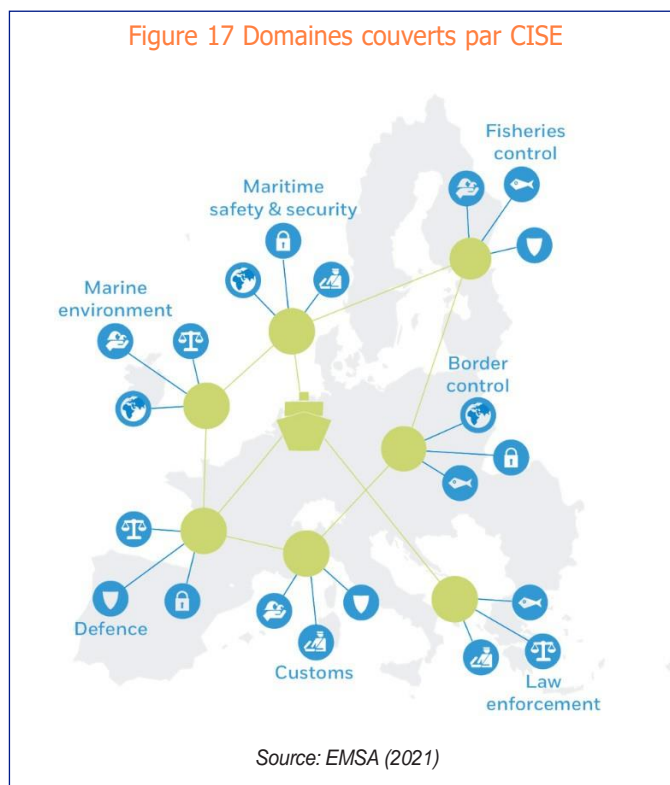 Figure 17 Domaines couverts par CISE
Fisheries
control
Maritime
safety & security
Marine
environment
Border
control
Defence
Customs
Law
enforcement
Source: EMSA (2021)